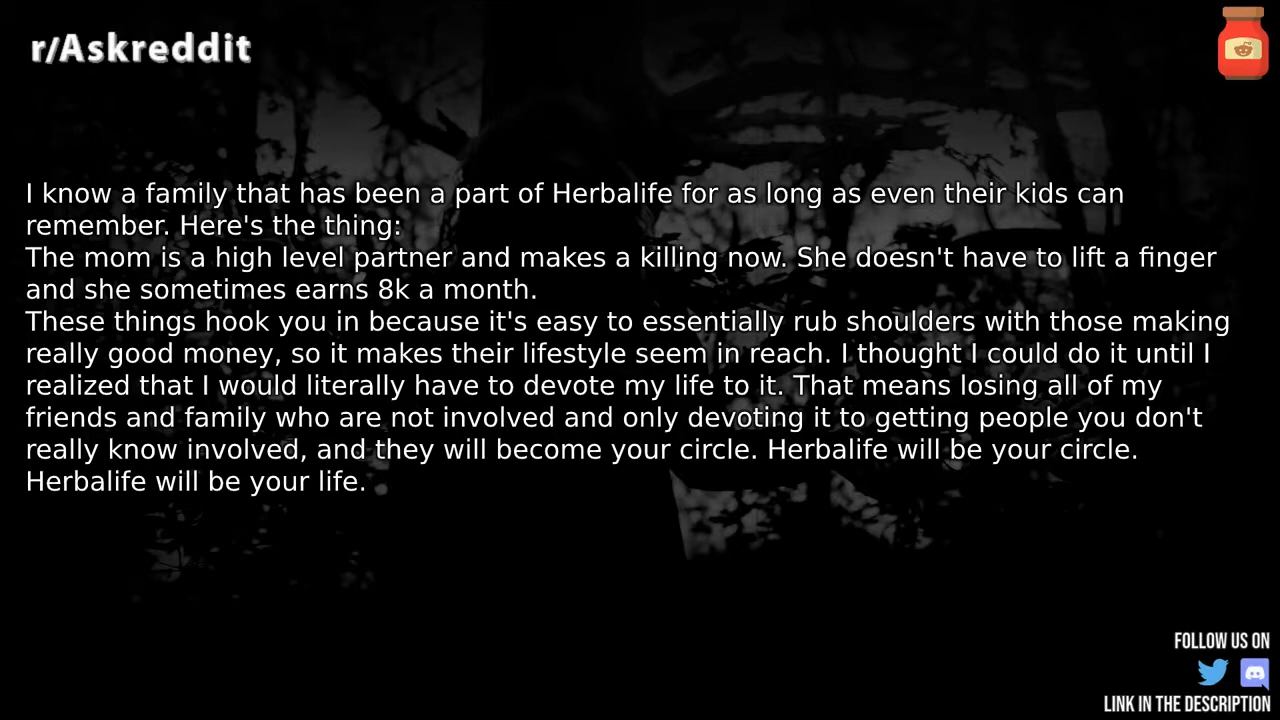 r/Askreddit
I know a family that has been a part of Herbalife for as long as even their kids can
remember. Here's the thing:
The mom is a high level partner and makes a killing now. She doesn't have to lift a finger
and she sometimes earns 8k a month.
These things hook you in because it's easy to essentially rub shoulders with those making
really good money, so it makes their lifestyle seem in reach. I thought I could do it until I
realized that I would literally have to devote my life to it. That means losing all of my
friends and family who are not involved and only devoting it to getting people you don't
really know involved, and they will become your circle. Herbalife will be your circle.
Herbalife will be your life.
FOLLOW US ON
LINK IN THE DESCRIPTION